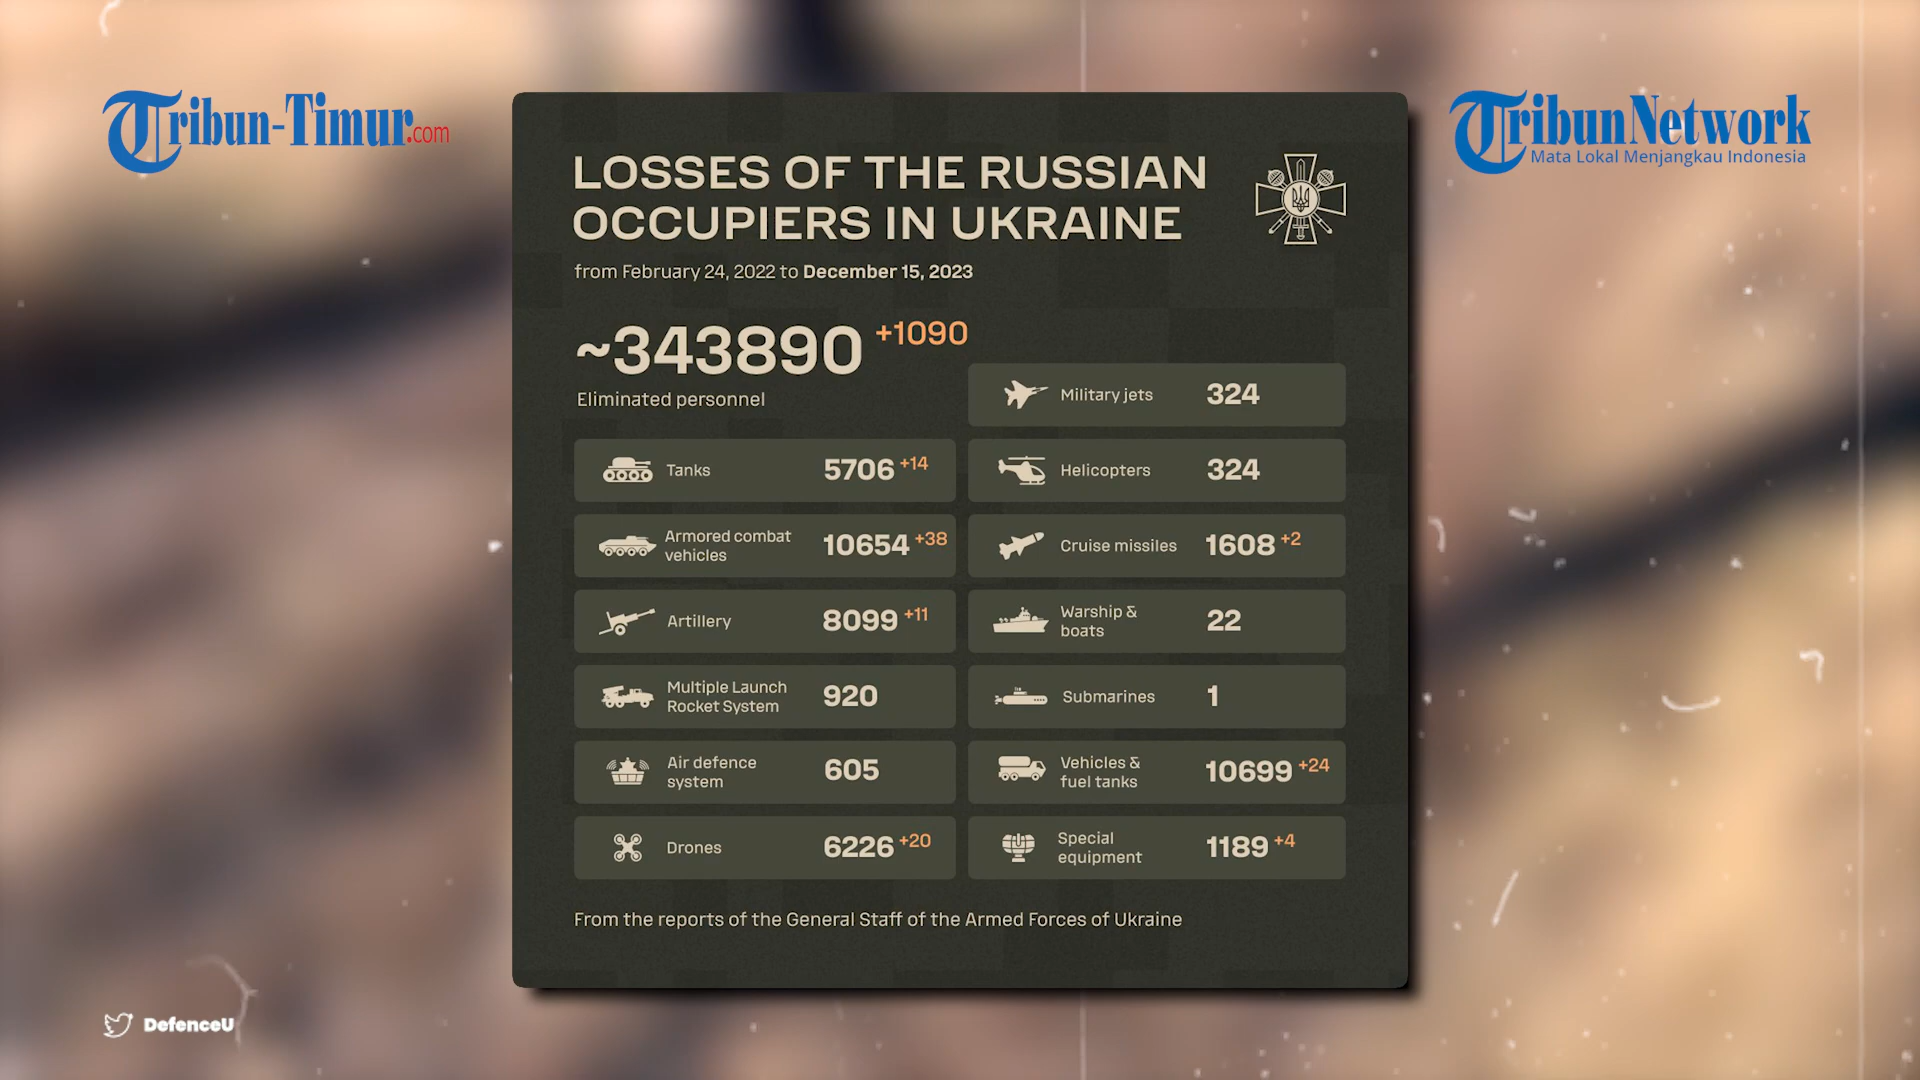 Tribun-Timur.com
TribunNetwork
Mata Lokal Menjangkau Indonesia
LOSSES OF THE RUSSIAN
OCCUPIERS IN UKRAINE
from February 24, 2022 to December 15, 2023
~343890 +1090
Eliminated personnel
Military jets 324
Tanks 5706 +14
Helicopters 324
Armored combat
vehicles 10654 +38
Cruise missiles 1608 +2
Artillery 8099 +11
Warship &
boats 22
Multiple Launch
Rocket System 920
Submarines 1
Air defence
system 605
Vehicles &
fuel tanks 10699 +24
Drones 6226 +20
Special
equipment 1189 +4
From the reports of the General Staff of the Armed Forces of Ukraine
DefenceU